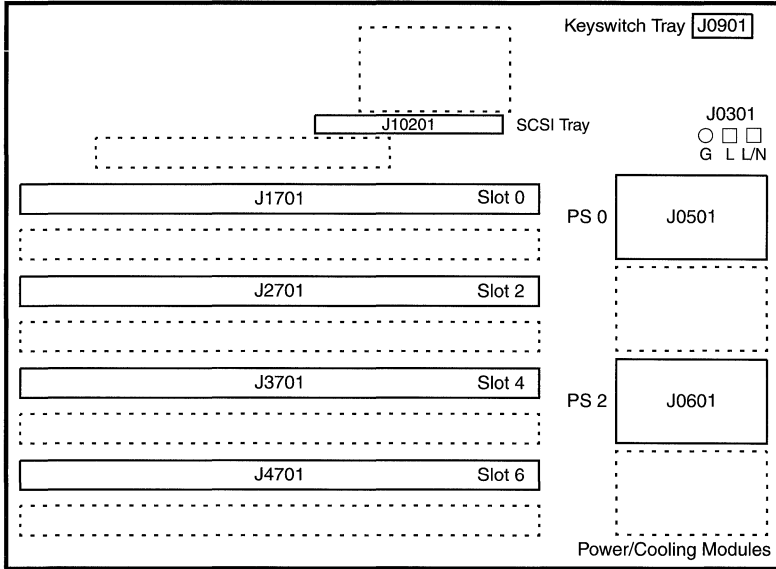 Keyswitch Tray J0901
J10201 SCSI Tray
J0301
G L L/N
J1701 Slot 0
PS 0 J0501
J2701 Slot 2
J3701 Slot 4
PS 2 J0601
J4701 Slot 6
Power/Cooling Modules